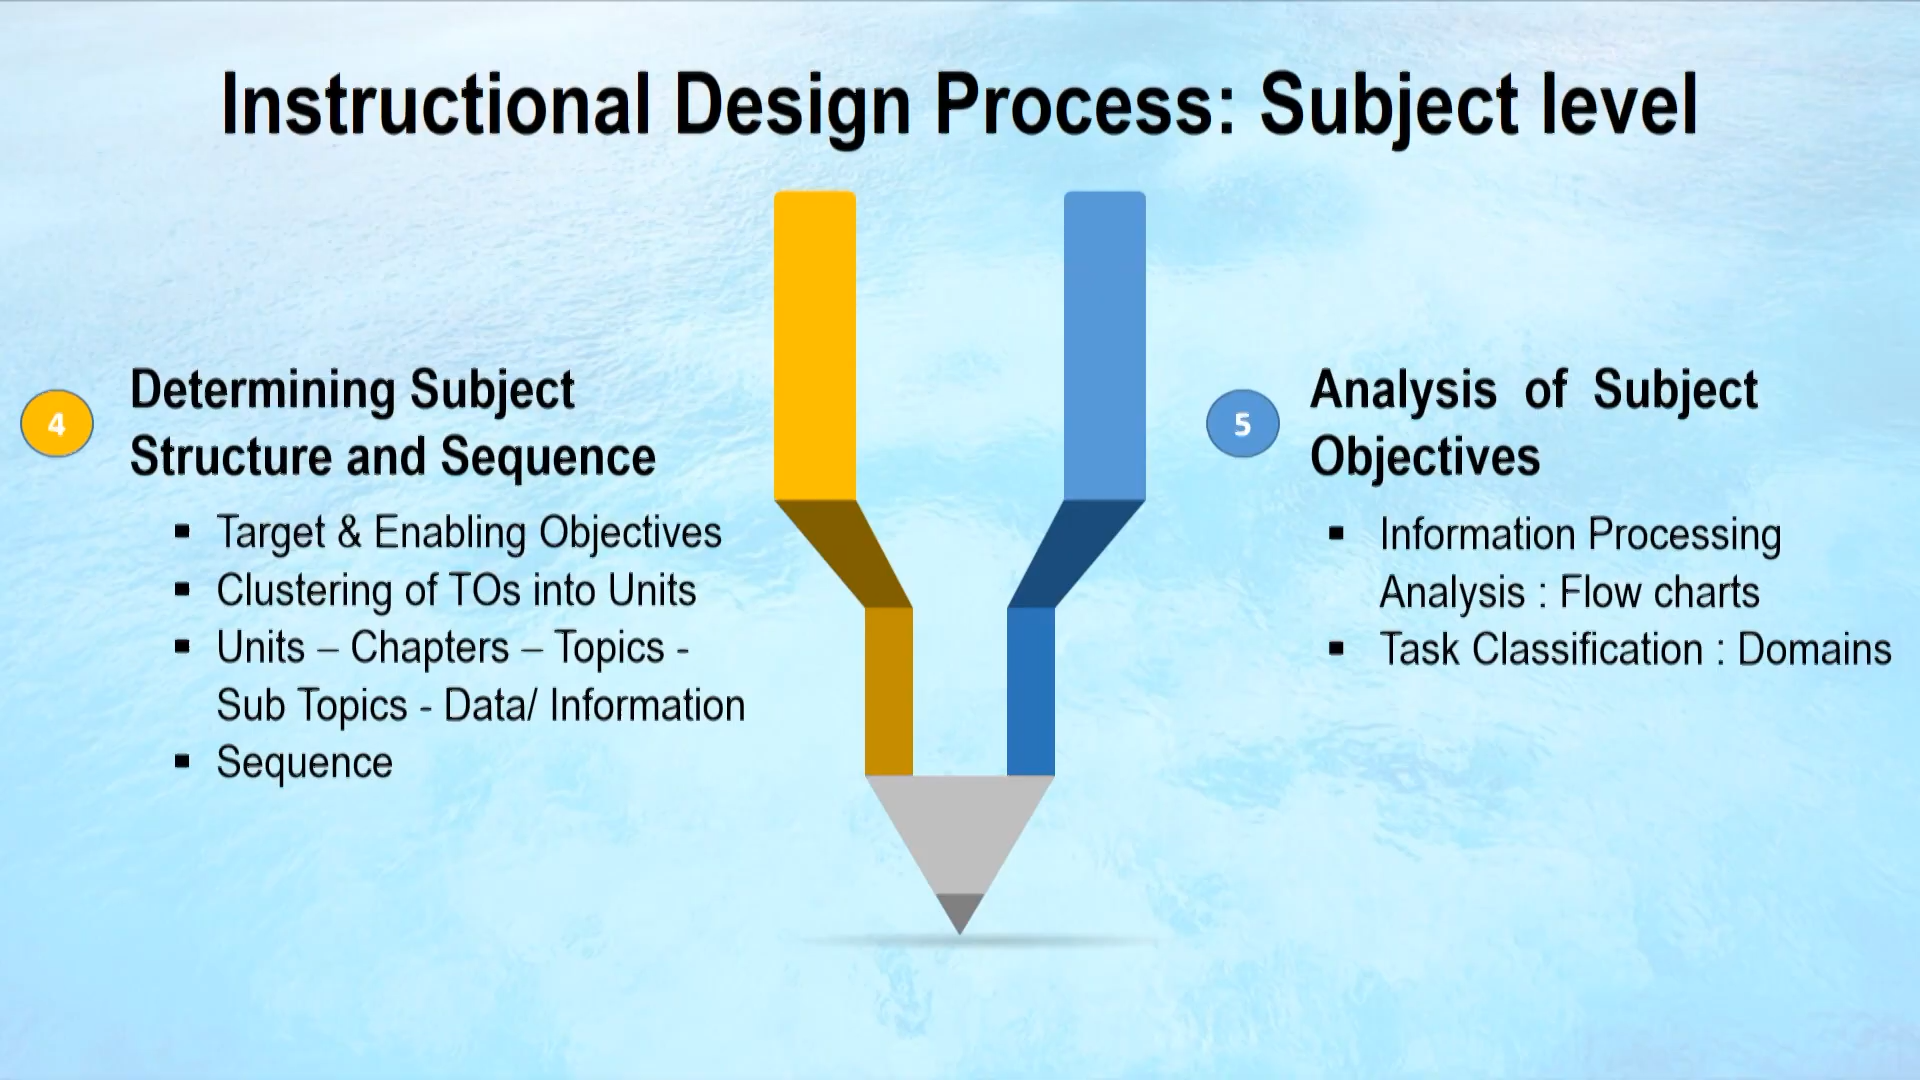 Instructional Design Process: Subject level
4
Determining Subject
Structure and Sequence
▪ Target & Enabling Objectives
▪ Clustering of TOs into Units
▪ Units – Chapters – Topics -
Sub Topics - Data/ Information
▪ Sequence
5
Analysis of Subject
Objectives
▪ Information Processing
Analysis : Flow charts
▪ Task Classification : Domains